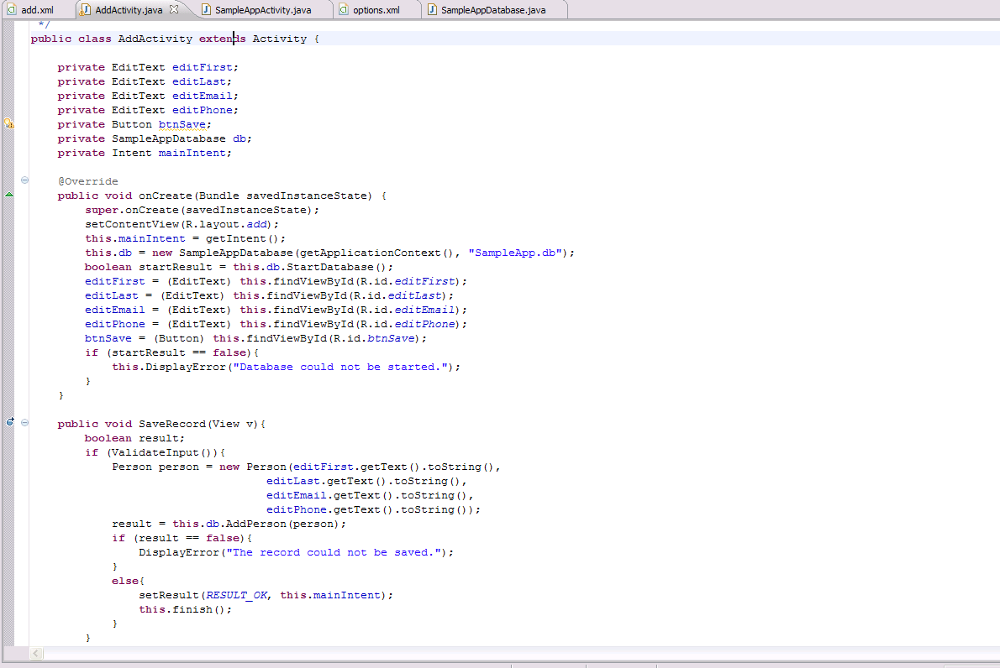 add.xml AddActivity.java SampleAppActivity.java options.xml SampleAppDatabase.java
*/
public class AddActivity extends Activity {
private EditText editFirst;
private EditText editLast;
private EditText editEmail;
private EditText editPhone;
private Button btnSave;
private SampleAppDatabase db;
private Intent mainIntent;
@Override
public void onCreate(Bundle savedInstanceState) {
super.onCreate(savedInstanceState);
setContentView(R.layout.add);
this.mainIntent = getIntent();
this.db = new SampleAppDatabase(getApplicationContext(), "SampleApp.db");
boolean startResult = this.db.StartDatabase();
editFirst = (EditText) this.findViewById(R.id.editFirst);
editLast = (EditText) this.findViewById(R.id.editLast);
editEmail = (EditText) this.findViewById(R.id.editEmail);
editPhone = (EditText) this.findViewById(R.id.editPhone);
btnSave = (Button) this.findViewById(R.id.btnSave);
if (startResult == false){
this.DisplayError("Database could not be started.");
}
}
public void SaveRecord(View v){
boolean result;
if (ValidateInput()){
Person person = new Person(editFirst.getText().toString(),
editLast.getText().toString(),
editEmail.getText().toString(),
editPhone.getText().toString());
result = this.db.AddPerson(person);
if (result == false){
DisplayError("The record could not be saved.");
}
else{
setResult(RESULT_OK, this.mainIntent);
this.finish();
}
}